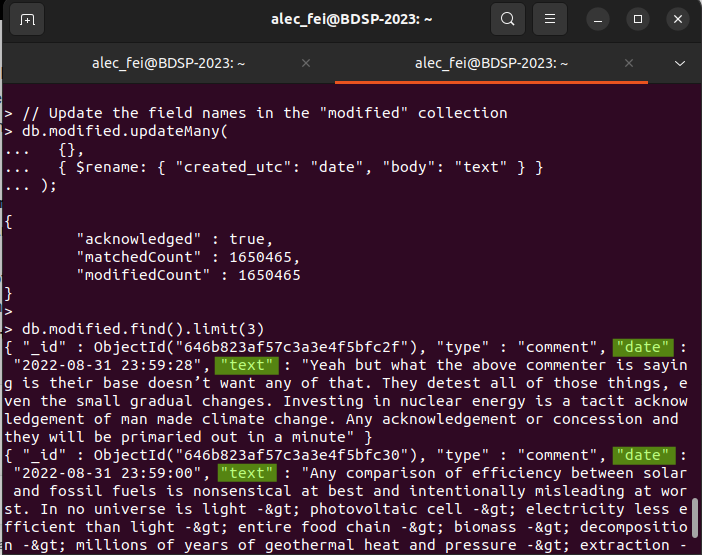 alec_fei@BDSP-2023: ~
alec_fei@BDSP-2023: ~
alec_fei@BDSP-2023: ~
> // Update the field names in the "modified" collection
> db.modified.updateMany(
...   {},
...   { $rename: { "created_utc": "date", "body": "text" } }
... );
{
        "acknowledged" : true,
        "matchedCount" : 1650465,
        "modifiedCount" : 1650465
}
>
> db.modified.find().limit(3)
{ "_id" : ObjectId("646b823af57c3a3e4f5bfc2f"), "type" : "comment", "date" :
 "2022-08-31 23:59:28", "text" : "Yeah but what the above commenter is sayin
g is their base doesn’t want any of that. They detest all of those things, e
ven the small gradual changes. Investing in nuclear energy is a tacit acknow
ledgement of man made climate change. Any acknowledgement or concession and
they will be primaried out in a minute" }
{ "_id" : ObjectId("646b823af57c3a3e4f5bfc30"), "type" : "comment", "date" :
 "2022-08-31 23:59:00", "text" : "Any comparison of efficiency between solar
 and fossil fuels is nonsensical at best and intentionally misleading at wor
st. In no universe is light -&gt; photovoltaic cell -&gt; electricity less e
fficient than light -&gt; entire food chain -&gt; biomass -&gt; decompositio
n -&gt; millions of years of geothermal heat and pressure -&gt; extraction -